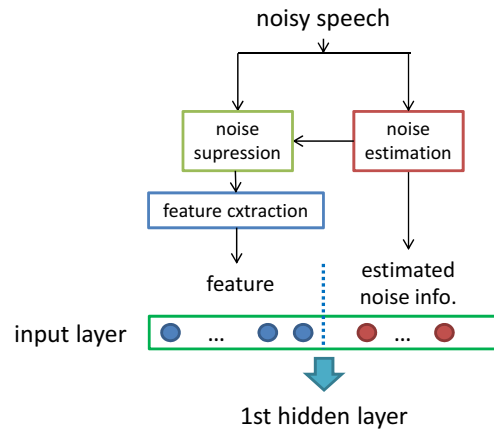 noisy speech
noise
supression
noise
estimation
feature cxtraction
feature
estimated
noise info.
input layer
...
...
1st hidden layer